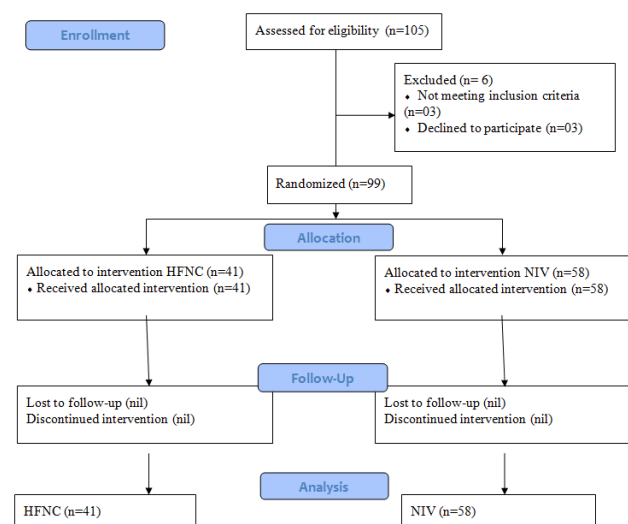 Enrollment
Assessed for eligibility (n=105)
Excluded (n= 6)
⬧ Not meeting inclusion criteria
(n=03)
⬧ Declined to participate (n=03)
Randomized (n=99)
Allocation
Allocated to intervention HFNC (n=41)
⬧ Received allocated intervention (n=41)
Allocated to intervention NIV (n=58)
⬧ Received allocated intervention (n=58)
Follow-Up
Lost to follow-up (nil)
Discontinued intervention (nil)
Lost to follow-up (nil)
Discontinued intervention (nil)
Analysis
HFNC (n=41)
NIV (n=58)